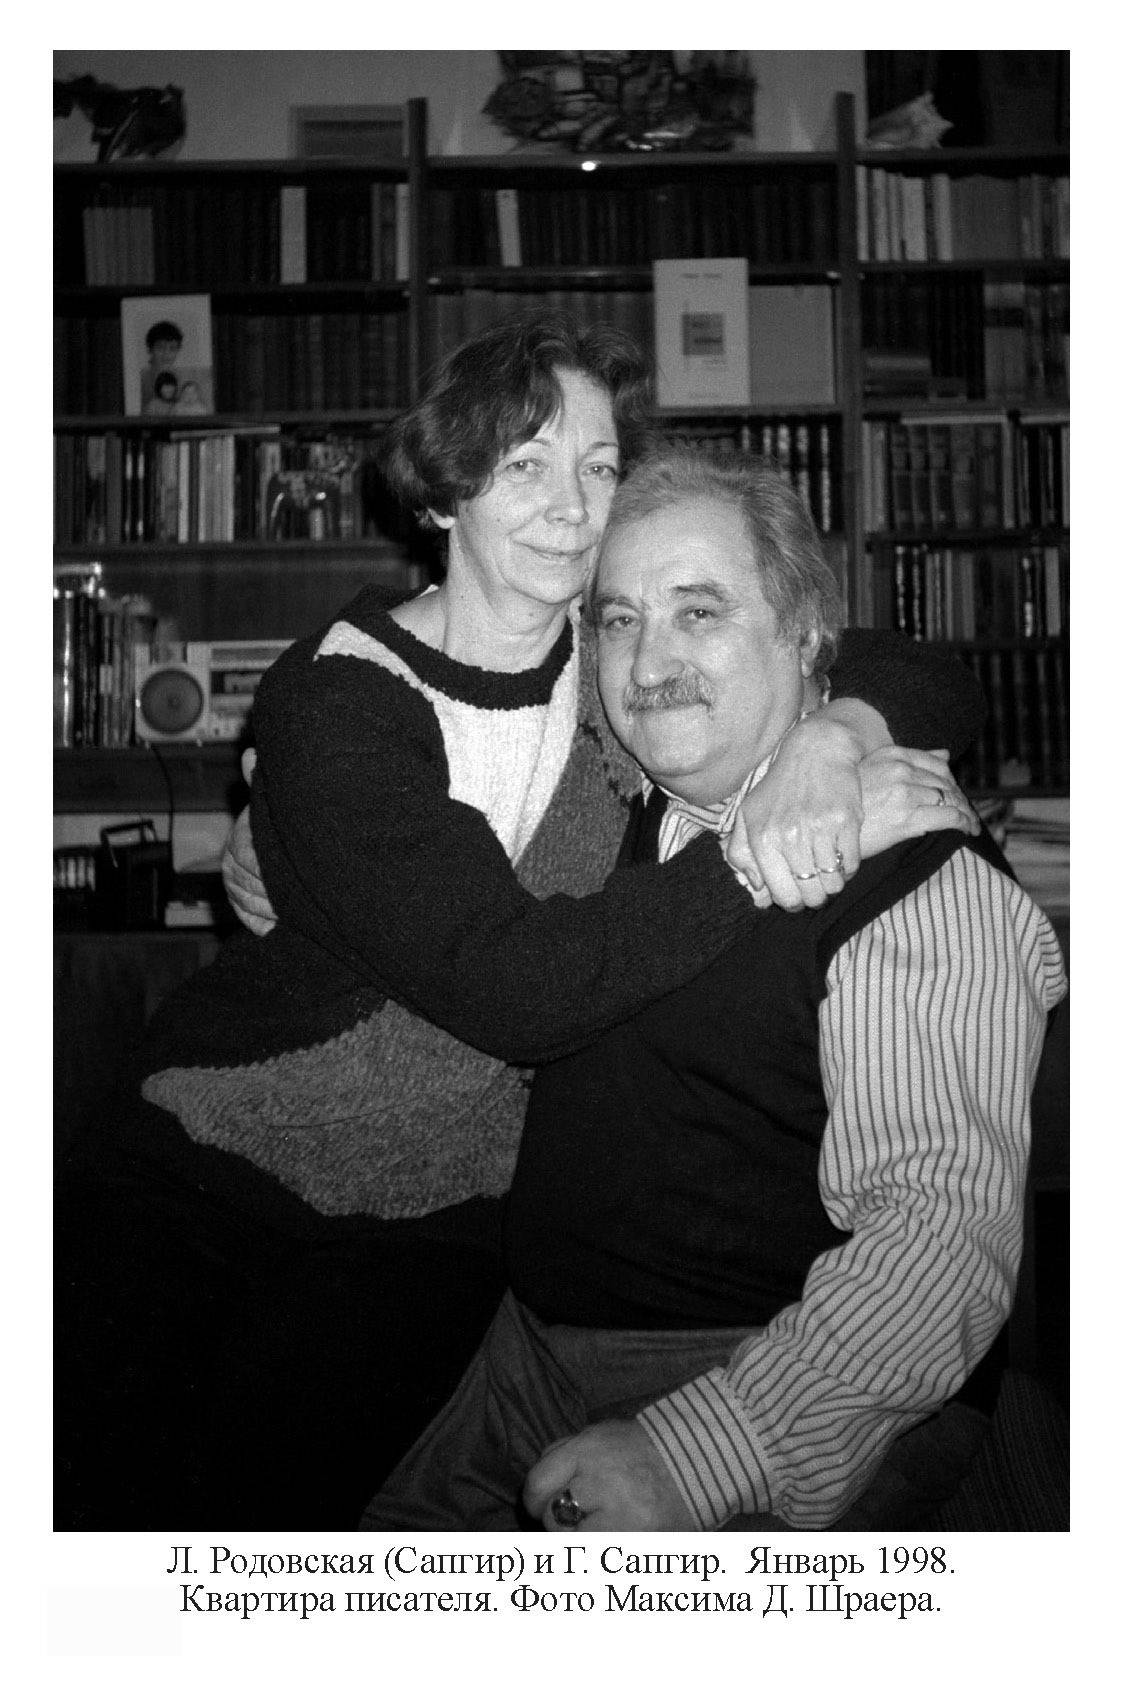 Л. Родовская (Сапгир) и Г. Сапгир. Январь 1998.
Квартира писателя. Фото Максима Д. Шраера.